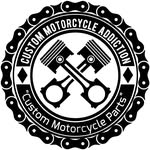 CUSTOM MOTORCYCLE ADDICTION
"Custom Motorcycle Parts"